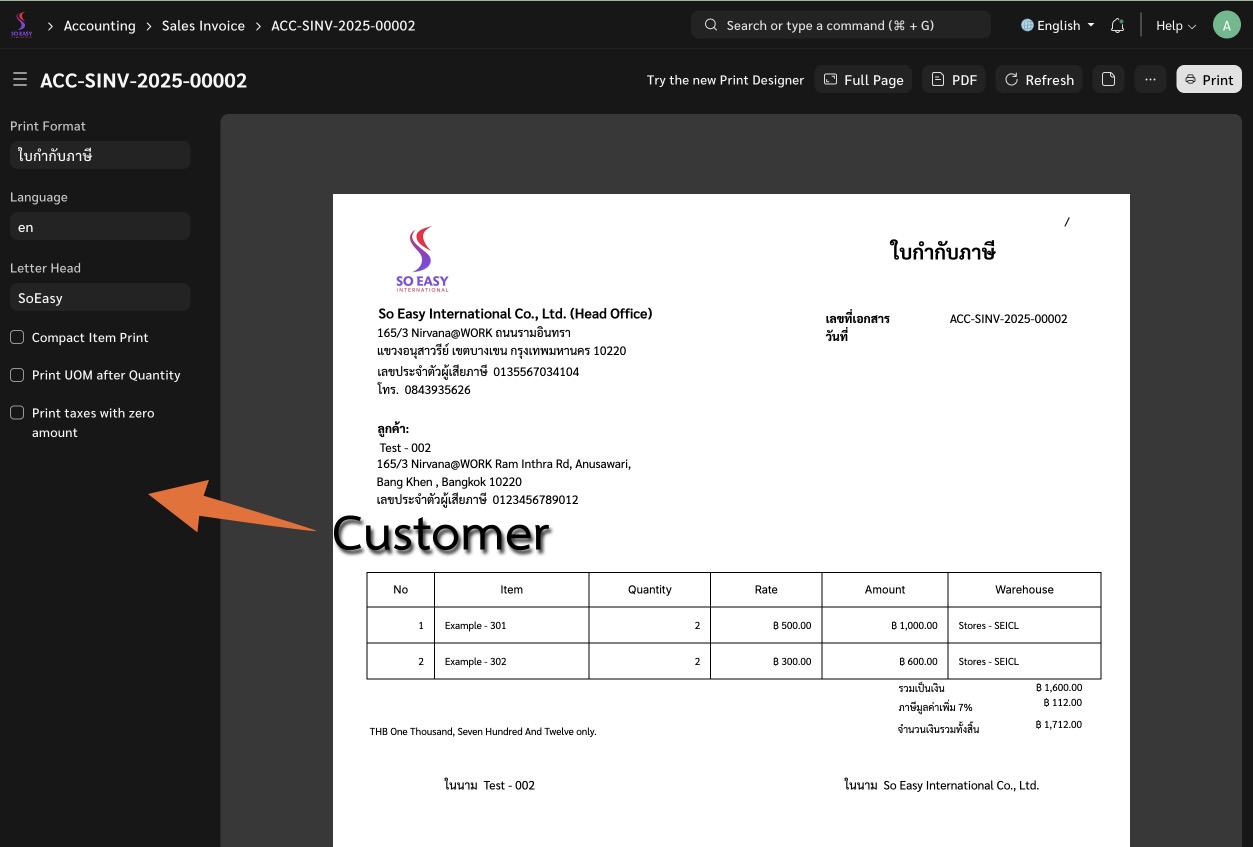 SO EASY
Accounting
Sales Invoice
ACC-SINV-2025-00002
Search or type a command (⌘ + G)
English
Help
A
ACC-SINV-2025-00002
Try the new Print Designer
Full Page
PDF
Refresh
...
Print
Print Format
ใบกำกับภาษี
Language
en
Letter Head
SoEasy
Compact Item Print
Print UOM after Quantity
Print taxes with zero
amount
/
SO EASY
INTERNATIONAL
ใบกำกับภาษี
So Easy International Co., Ltd. (Head Office)
165/3 Nirvana@WORK ถนนรามอินทรา
แขวงอนุสาวรีย์ เขตบางเขน กรุงเทพมหานคร 10220
เลขประจำตัวผู้เสียภาษี 0135567034104
โทร. 0843935626
เลขที่เอกสาร ACC-SINV-2025-00002
วันที่
ลูกค้า:
Test - 002
165/3 Nirvana@WORK Ram Inthra Rd, Anusawari,
Bang Khen , Bangkok 10220
เลขประจำตัวผู้เสียภาษี 0123456789012
Customer
No Item Quantity Rate Amount Warehouse
1 Example - 301 2 ฿ 500.00 ฿ 1,000.00 Stores - SEICL
2 Example - 302 2 ฿ 300.00 ฿ 600.00 Stores - SEICL
รวมเป็นเงิน ฿ 1,600.00
ภาษีมูลค่าเพิ่ม 7% ฿ 112.00
จำนวนเงินรวมทั้งสิ้น ฿ 1,712.00
THB One Thousand, Seven Hundred And Twelve only.
ในนาม Test - 002
ในนาม So Easy International Co., Ltd.